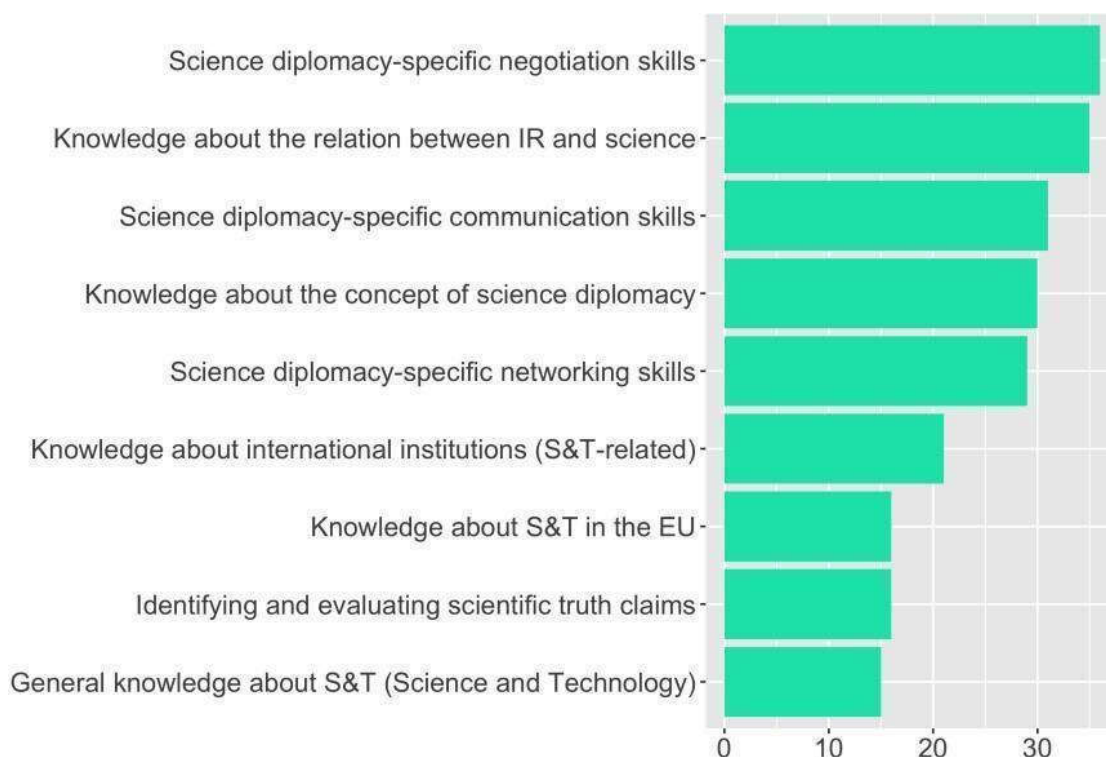 Science diplomacy-specific negotiation skills
Knowledge about the relation between IR and science
Science diplomacy-specific communication skills
Knowledge about the concept of science diplomacy
Science diplomacy-specific networking skills
Knowledge about international institutions (S&T-related)
Knowledge about S&T in the EU
Identifying and evaluating scientific truth claims
General knowledge about S&T (Science and Technology)
0 10 20 30